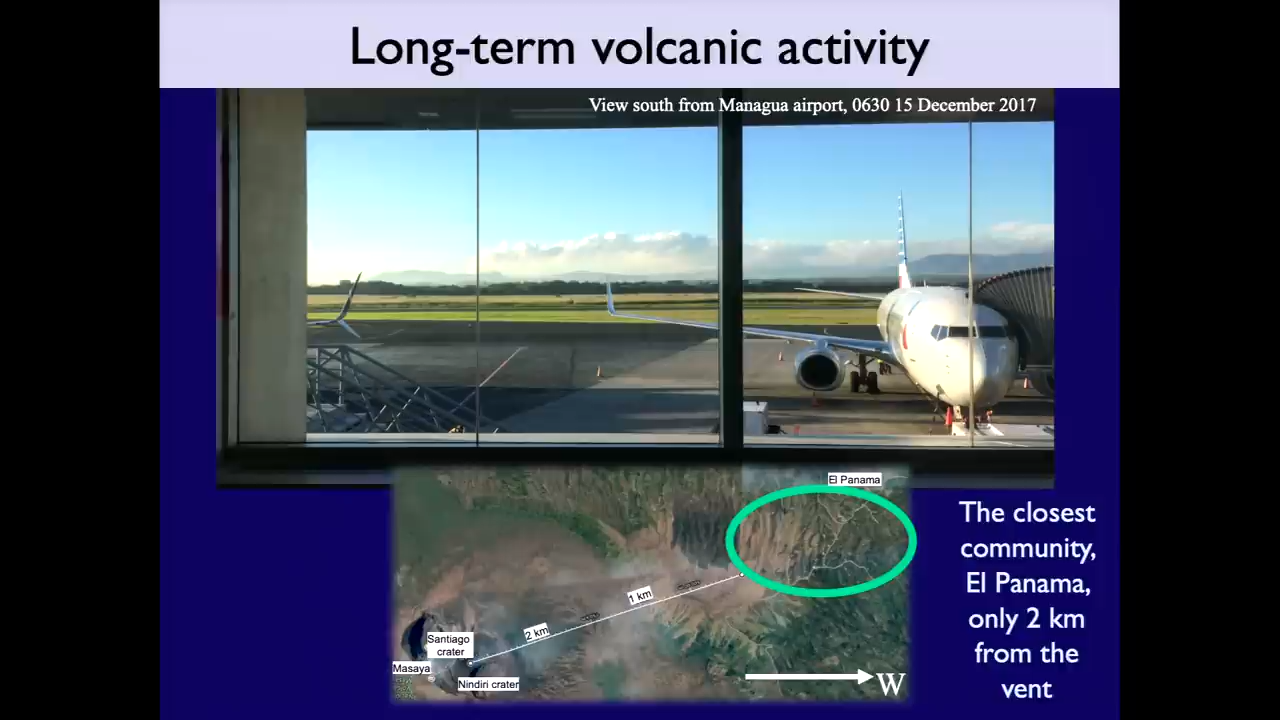 Long-term volcanic activity
View south from Managua airport, 0630 15 December 2017
El Panama
1 km
2 km
Santiago
crater
Masaya
Nindiri crater
W
The closest
community,
El Panama,
only 2 km
from the
vent